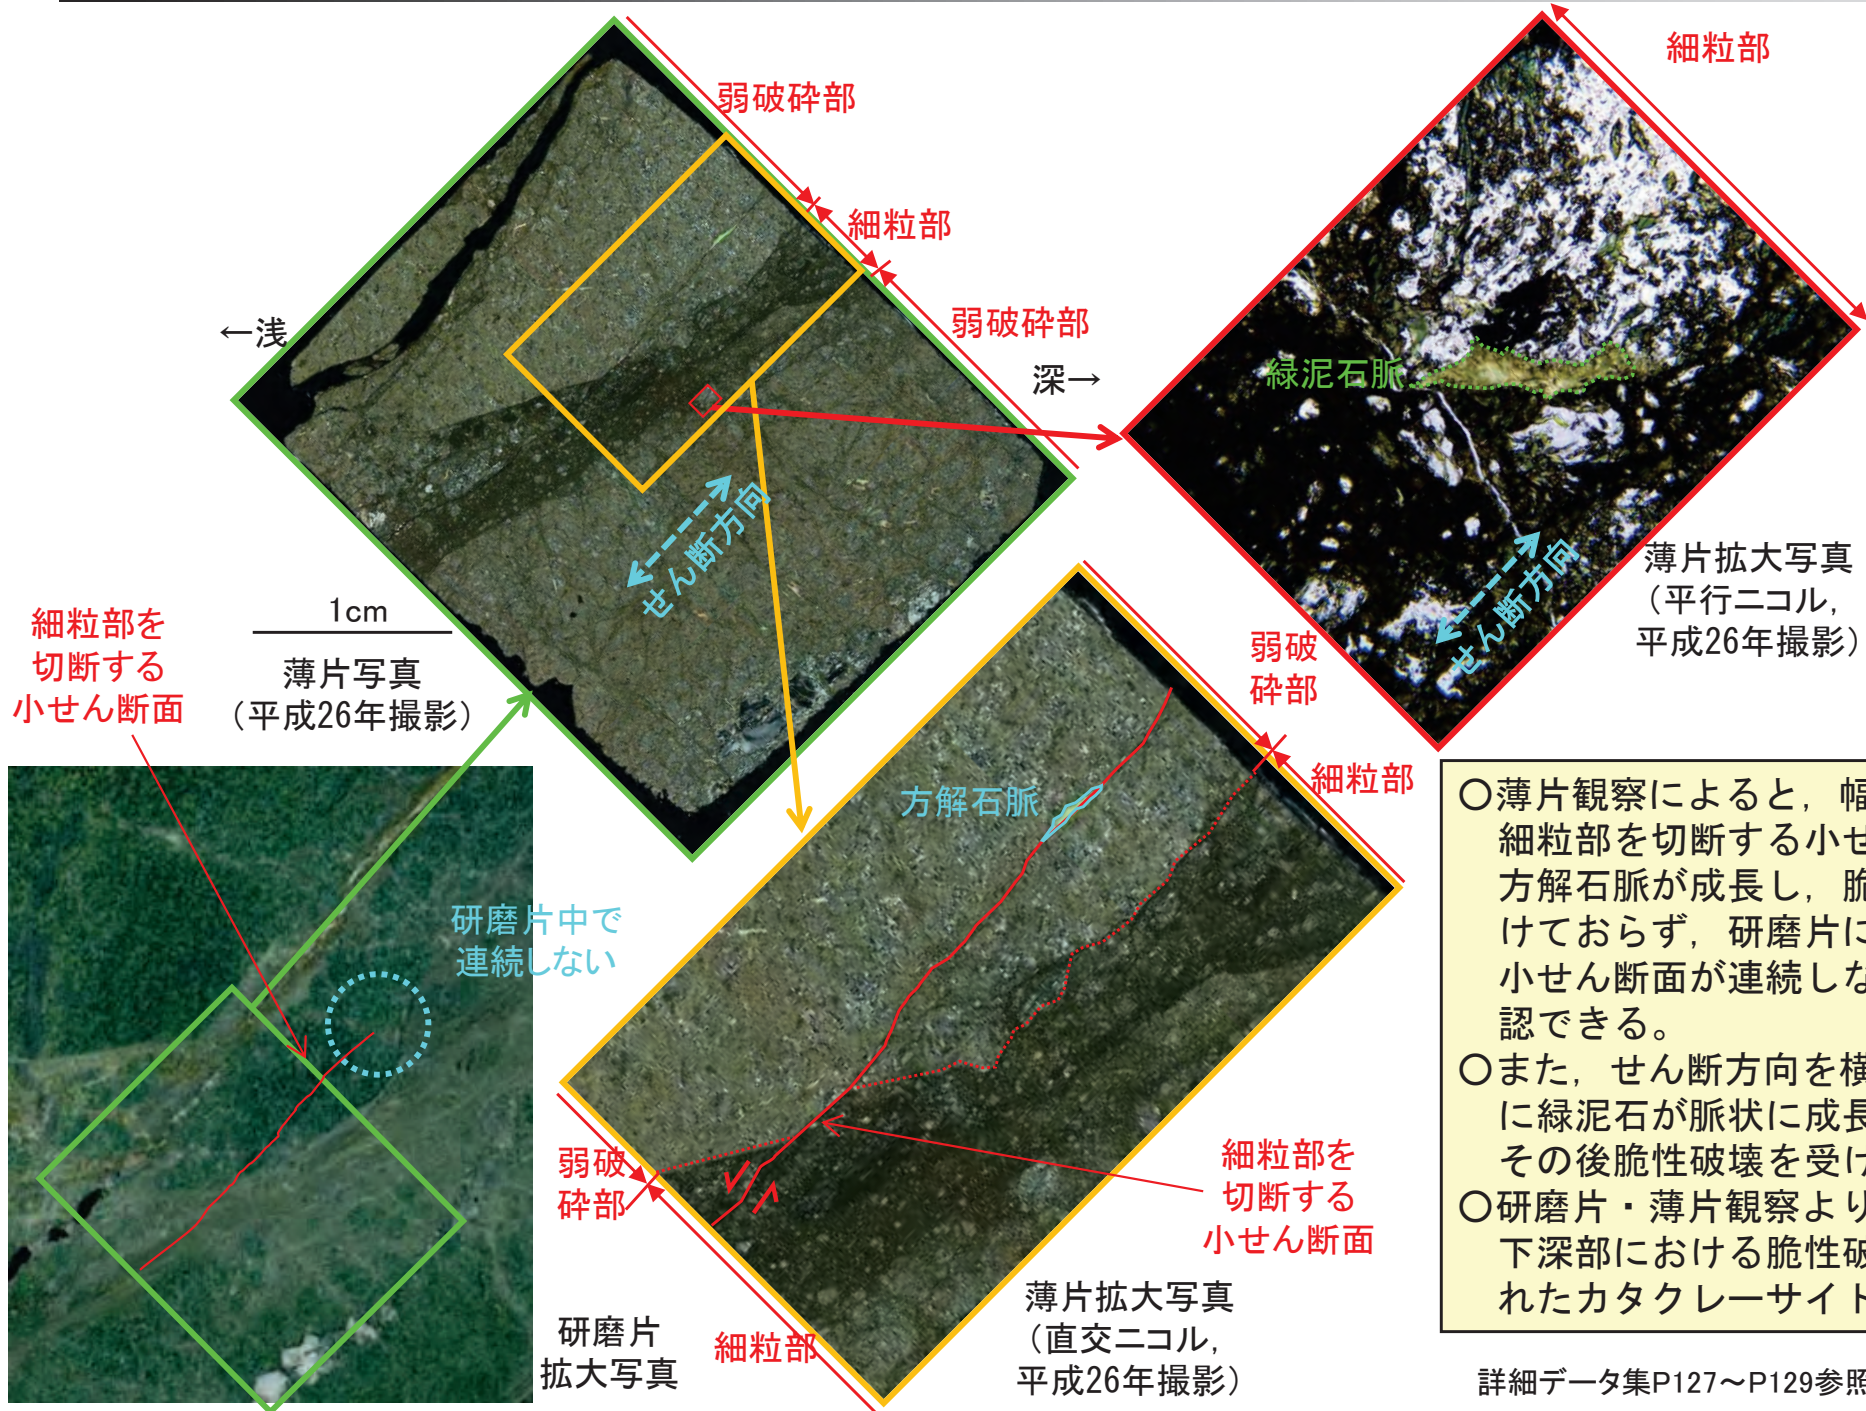 弱破砕部
細粒部
弱破砕部
←浅
深→
せん断方向
1cm
薄片写真
（平成26年撮影）
細粒部
緑泥石脈
せん断方向
薄片拡大写真
（平行ニコル，
平成26年撮影）
細粒部を
切断する
小せん断面
研磨片中で
連続しない
研磨片
拡大写真
弱破
砕部
細粒部
方解石脈
弱破
砕部
細粒部
細粒部を
切断する
小せん断面
薄片拡大写真
（直交ニコル，
平成26年撮影）
〇薄片観察によると，幅
細粒部を切断する小せ
方解石脈が成長し，脆
けておらず，研磨片に
小せん断面が連続しな
認できる。
〇また，せん断方向を横
に緑泥石が脈状に成長
その後脆性破壊を受け
〇研磨片・薄片観察より
下深部における脆性破
れたカタクレーサイト
詳細データ集P127～P129参照